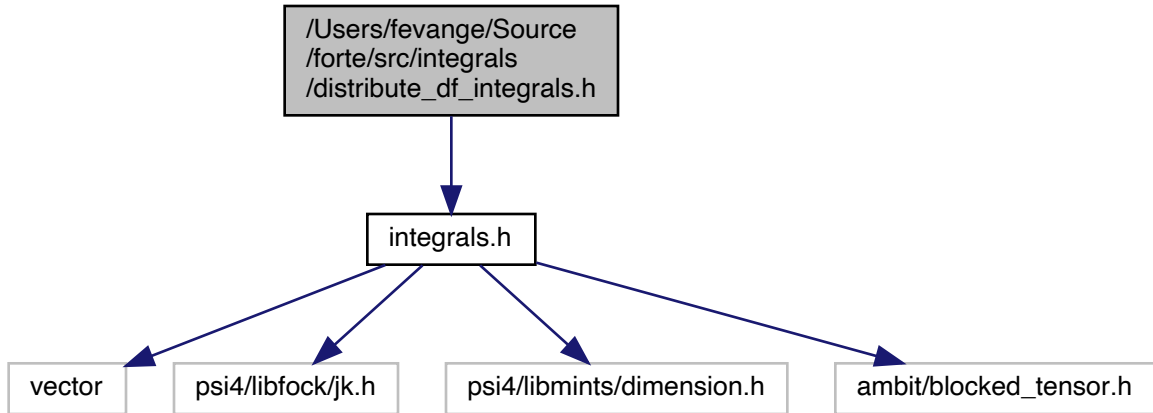 /Users/fevange/Source
/forte/src/integrals
/distribute_df_integrals.h
integrals.h
vector
psi4/libfock/jk.h
psi4/libmints/dimension.h
ambit/blocked_tensor.h